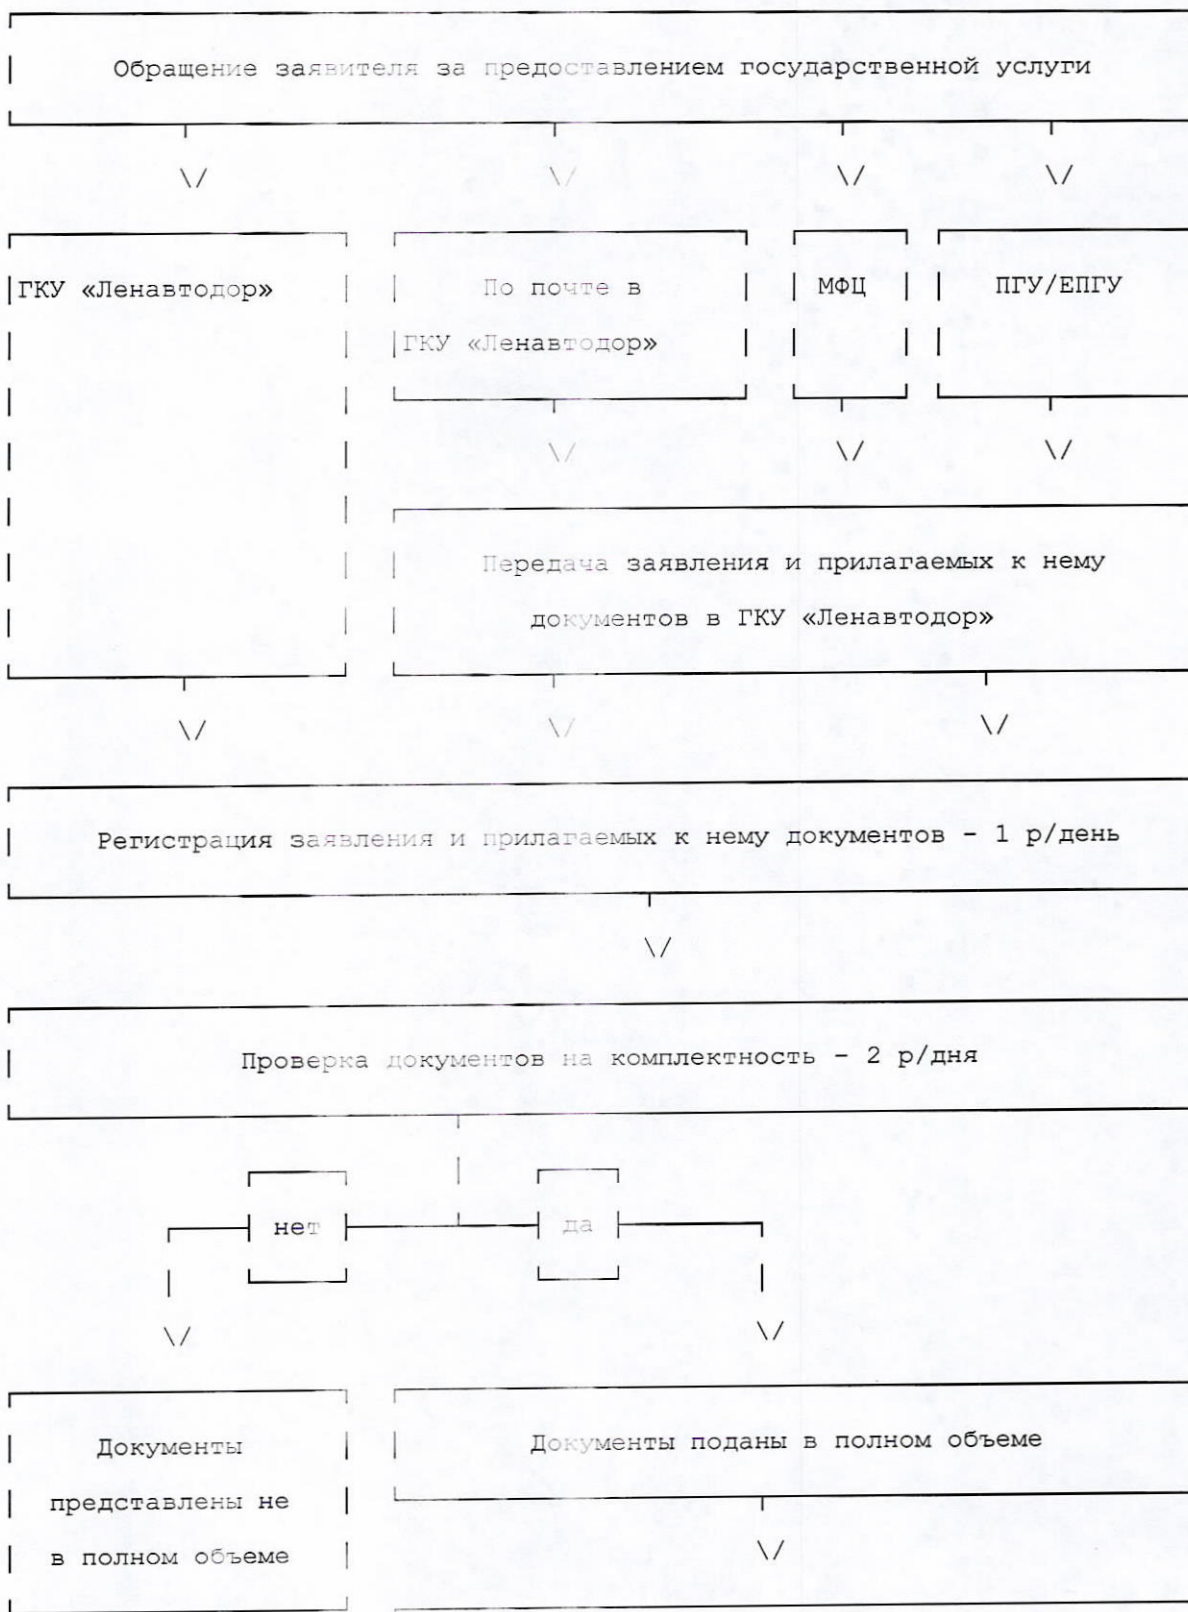 Обращение заявителя за предоставлением государственной услуги
ГКУ «Ленавтодор»
По почте в
ГКУ «Ленавтодор»
МФЦ
ПГУ/ЕПГУ
Передача заявления и прилагаемых к нему
документов в ГКУ «Ленавтодор»
Регистрация заявления и прилагаемых к нему документов - 1 р/день
Проверка документов на комплектность - 2 р/дня
нет
да
Документы
представлены не
в полном объеме
Документы поданы в полном объеме